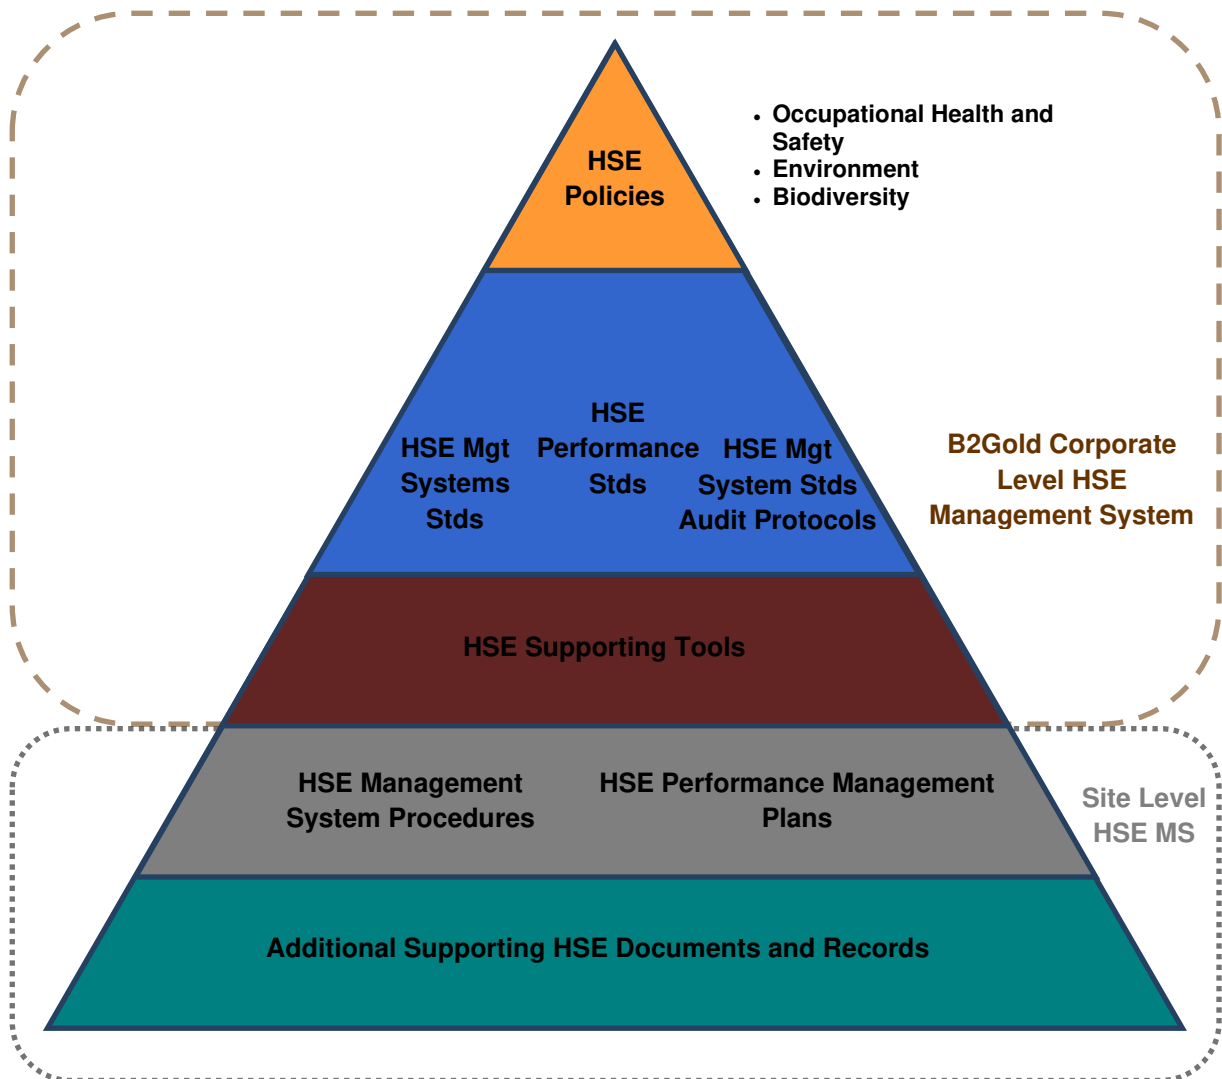 HSE
Policies
• Occupational Health and
Safety
• Environment
• Biodiversity
HSE Mgt
Systems
Stds
HSE
Performance
Stds
HSE Mgt
System Stds
Audit Protocols
B2Gold Corporate
Level HSE
Management System
HSE Supporting Tools
HSE Management
System Procedures
HSE Performance Management
Plans
Site Level
HSE MS
Additional Supporting HSE Documents and Records